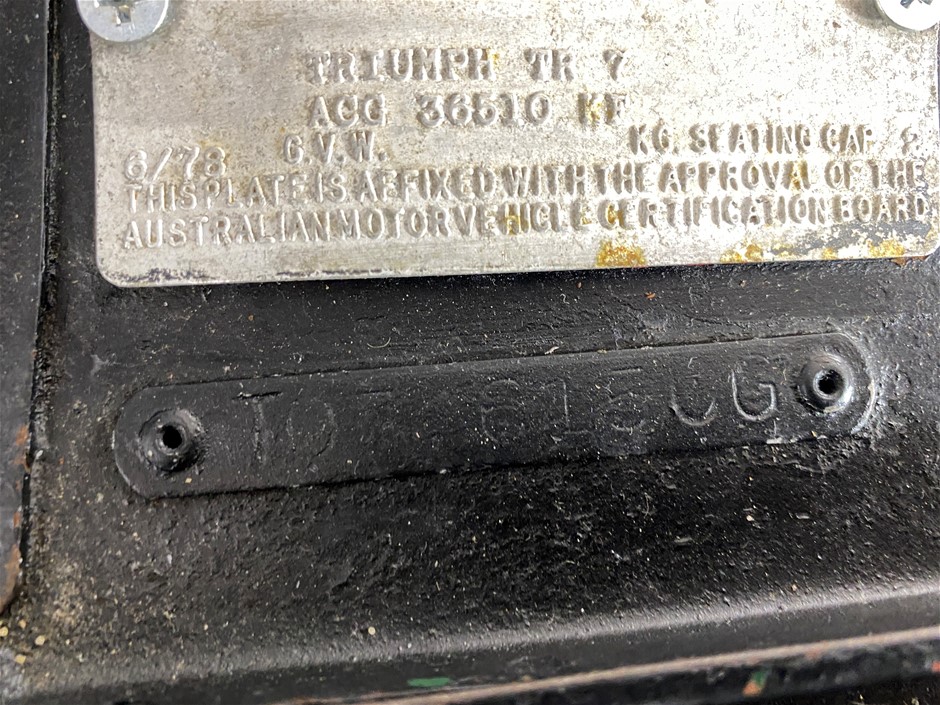 TRIUMPH TR 7
ACG 36510 KF
6/78 G.V.W. KG. SEATING CAP 2
THIS PLATE IS AFFIXED WITH THE APPROVAL OF THE
AUSTRALIAN MOTOR VEHICLE CERTIFICATION BOARD